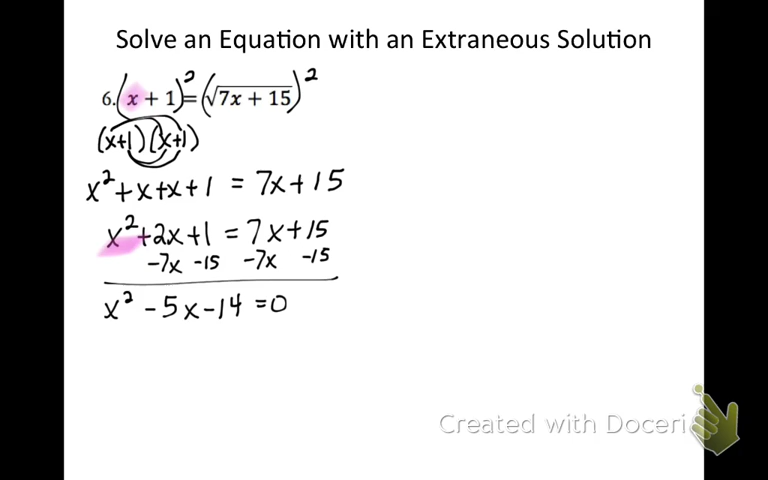 Solve an Equation with an Extraneous Solution
6. (x + 1)² = (√7x + 15)²
(x+1)(x+1)
x² + x + x + 1 = 7x + 15
x² + 2x + 1 = 7x + 15
-7x -15 -7x -15
x² - 5x - 14 = 0
Created with Doceri